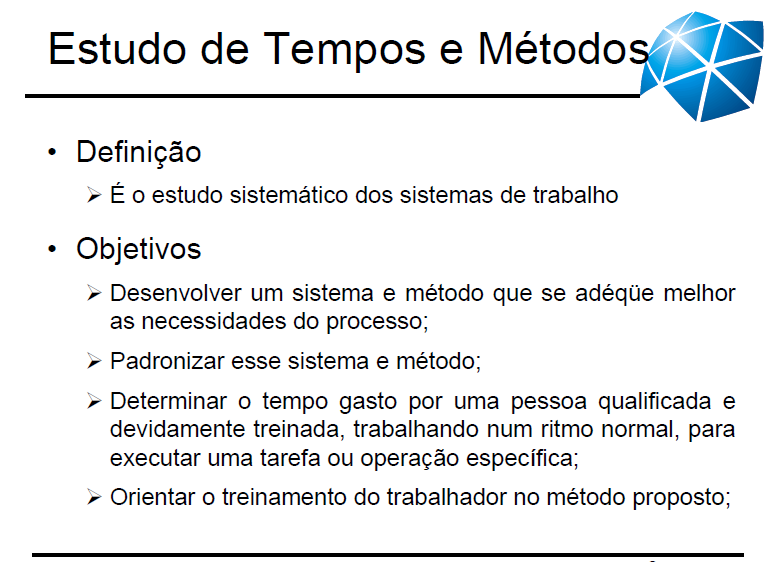 Estudo de Tempos e Métodos
• Definição
➢ É o estudo sistemático dos sistemas de trabalho
• Objetivos
➢ Desenvolver um sistema e método que se adéqüe melhor
as necessidades do processo;
➢ Padronizar esse sistema e método;
➢ Determinar o tempo gasto por uma pessoa qualificada e
devidamente treinada, trabalhando num ritmo normal, para
executar uma tarefa ou operação específica;
➢ Orientar o treinamento do trabalhador no método proposto;